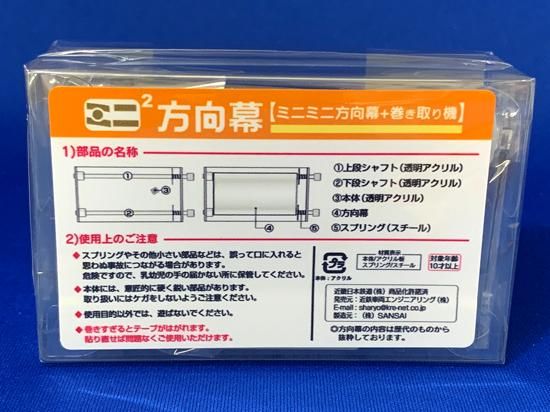 ミニ² 方向幕【ミニミニ方向幕+巻き取り機】
1)部品の名称
① ② ③ ④ ⑤
①上段シャフト(透明アクリル)
②下段シャフト(透明アクリル)
③本体(透明アクリル)
④方向幕
⑤スプリング(スチール)
2)使用上のご注意
◆スプリングやその他小さい部品などは、誤って口に入れると
思わぬ事故につながる場合があります。
危険ですので、乳幼児の手の届かない所に保管してください。
◆本体には、意匠的に硬く鋭い部分があります。
取り扱いにはケガをしないようご注意ください。
◆使用目的以外では、遊ばないでください。
◆巻きすぎるとテープがはがれます。
貼り直せば問題なくご使用いただけます。
プラ
本体:アクリル
材質表示
本体/アクリル板
スプリング/スチール
対象年齢
10才以上
近畿日本鉄道(株)商品化許諾済
発売元:近鉄車両エンジニアリング(株)
E-mail : sharyo@kre-net.co.jp
製造元:(株)SANSAI
◎方向幕の内容は歴代のものから
抜粋しております。